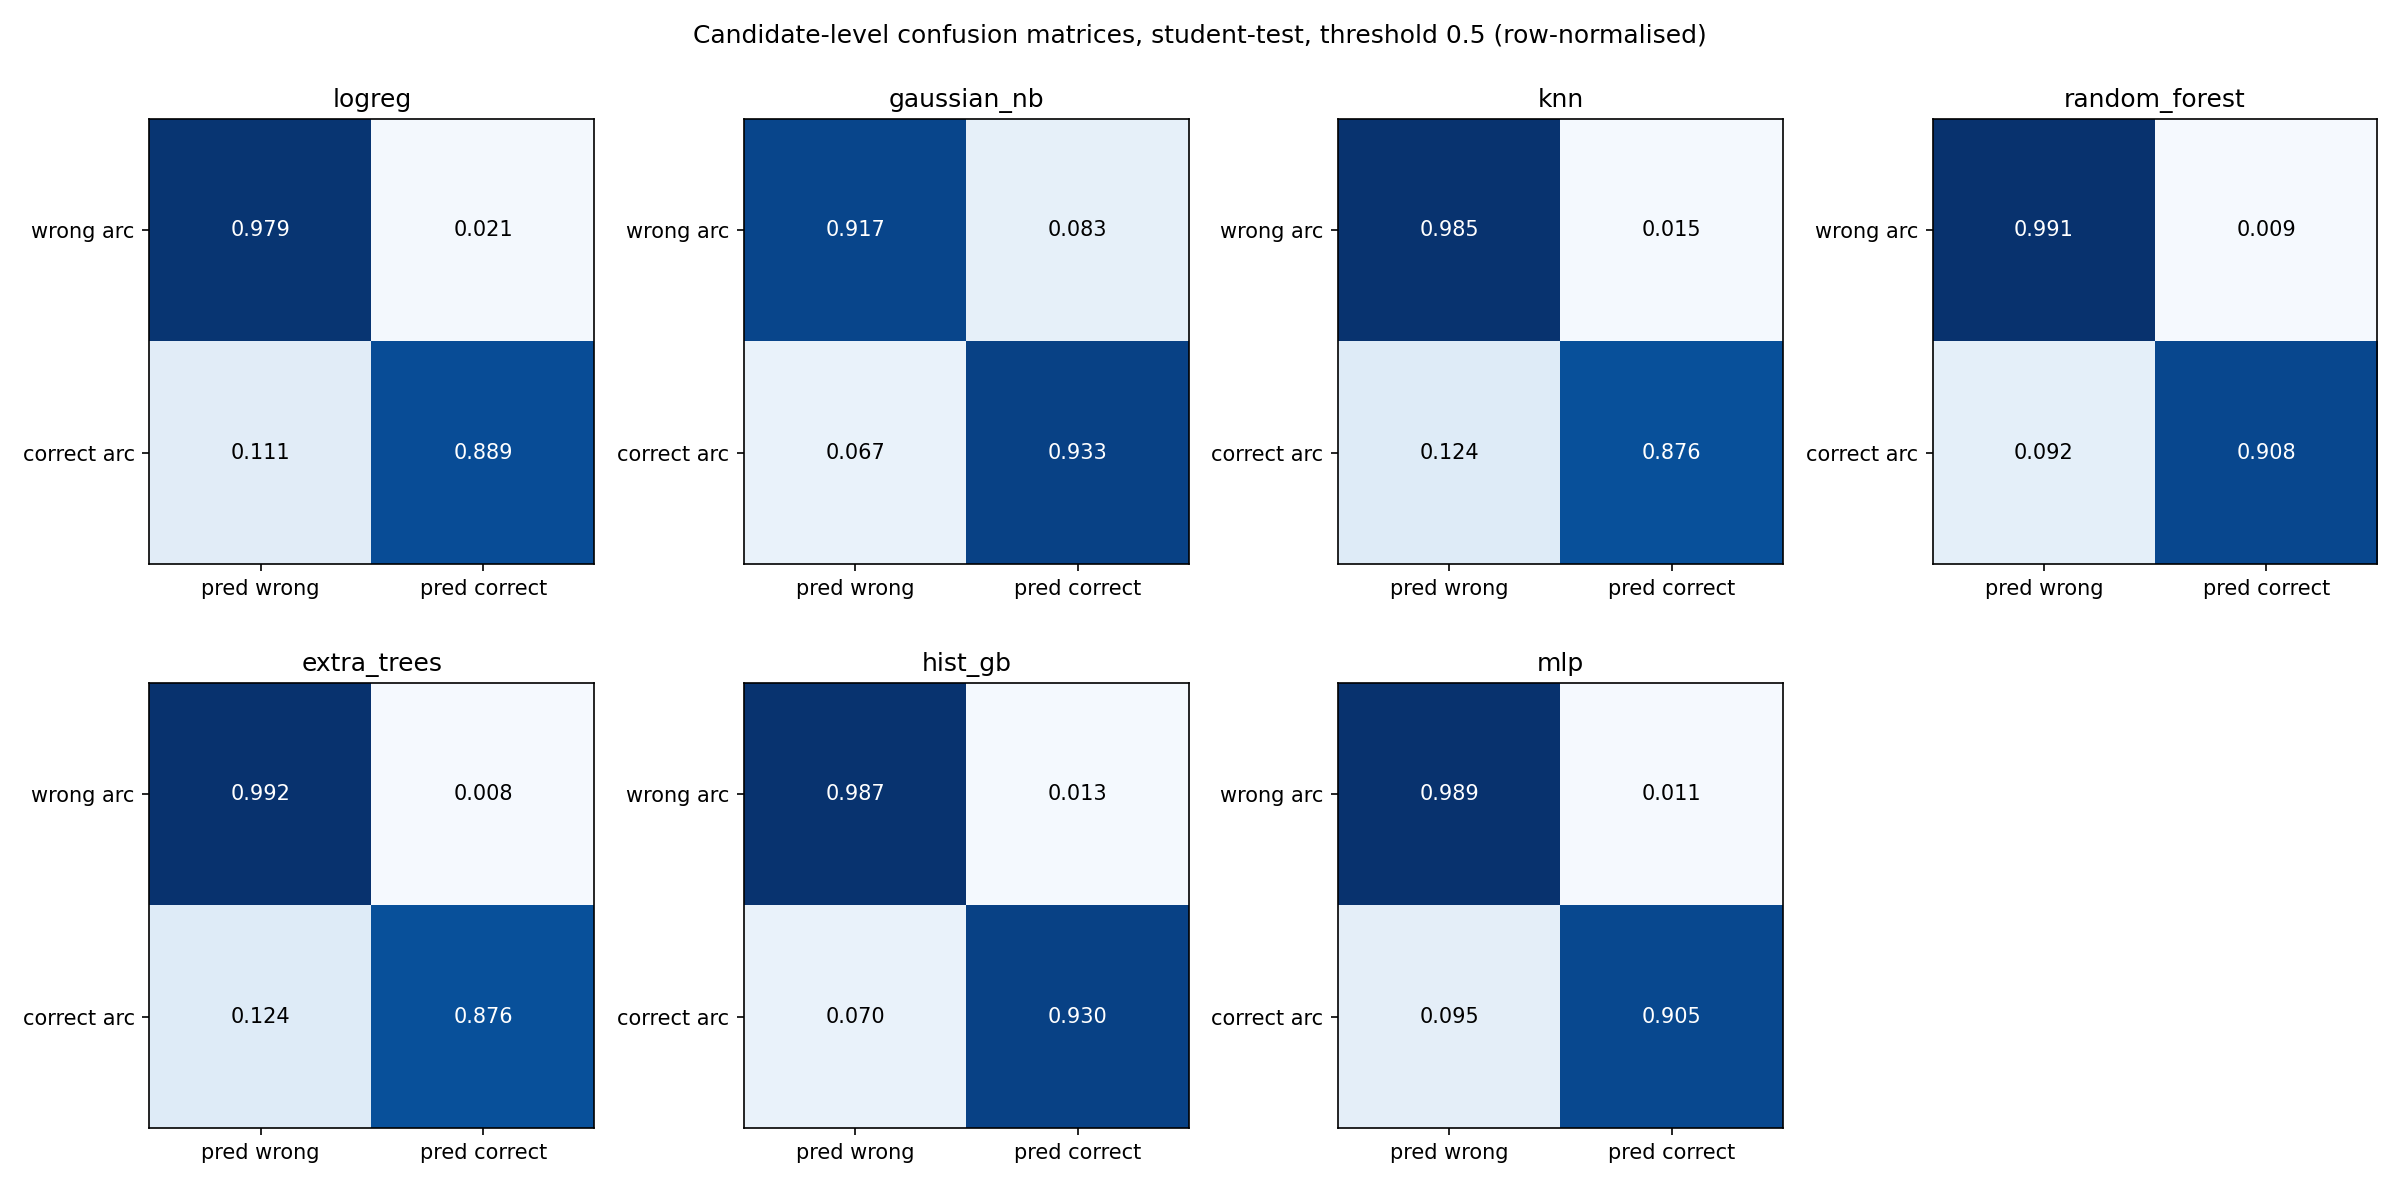 Candidate-level confusion matrices, student-test, threshold 0.5 (row-normalised)
logreg
wrong arc
0.979
0.021
correct arc
0.111
0.889
pred wrong
pred correct
gaussian_nb
wrong arc
0.917
0.083
correct arc
0.067
0.933
pred wrong
pred correct
knn
wrong arc
0.985
0.015
correct arc
0.124
0.876
pred wrong
pred correct
random_forest
wrong arc
0.991
0.009
correct arc
0.092
0.908
pred wrong
pred correct
extra_trees
wrong arc
0.992
0.008
correct arc
0.124
0.876
pred wrong
pred correct
hist_gb
wrong arc
0.987
0.013
correct arc
0.070
0.930
pred wrong
pred correct
mlp
wrong arc
0.989
0.011
correct arc
0.095
0.905
pred wrong
pred correct